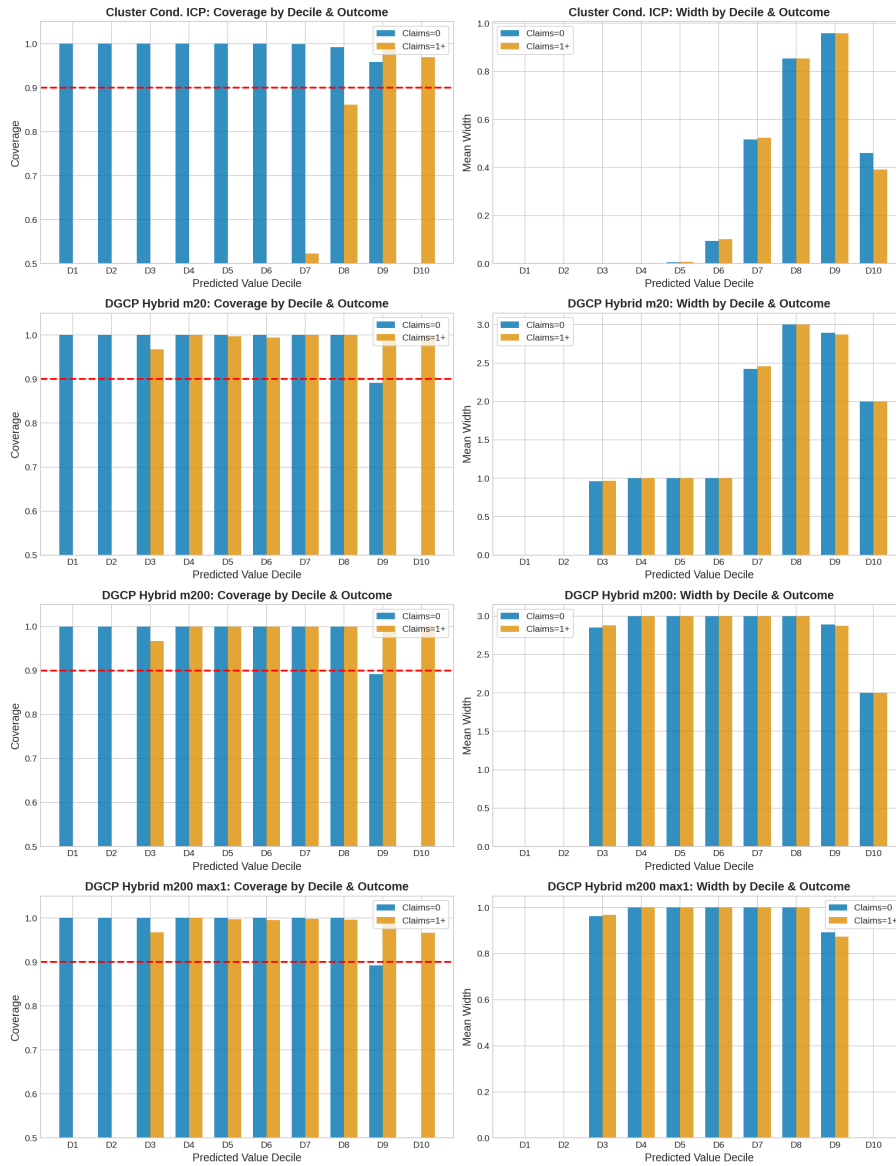 Cluster Cond. ICP: Coverage by Decile & Outcome
Claims=0
Claims=1+
1.0
0.9
0.8
0.7
0.6
0.5
Coverage
D1 D2 D3 D4 D5 D6 D7 D8 D9 D10
Predicted Value Decile
Cluster Cond. ICP: Width by Decile & Outcome
Claims=0
Claims=1+
1.0
0.8
0.6
0.4
0.2
0.0
Mean Width
D1 D2 D3 D4 D5 D6 D7 D8 D9 D10
Predicted Value Decile
DGCP Hybrid m20: Coverage by Decile & Outcome
Claims=0
Claims=1+
1.0
0.9
0.8
0.7
0.6
0.5
Coverage
D1 D2 D3 D4 D5 D6 D7 D8 D9 D10
Predicted Value Decile
DGCP Hybrid m20: Width by Decile & Outcome
Claims=0
Claims=1+
3.0
2.5
2.0
1.5
1.0
0.5
0.0
Mean Width
D1 D2 D3 D4 D5 D6 D7 D8 D9 D10
Predicted Value Decile
DGCP Hybrid m200: Coverage by Decile & Outcome
Claims=0
Claims=1+
1.0
0.9
0.8
0.7
0.6
0.5
Coverage
D1 D2 D3 D4 D5 D6 D7 D8 D9 D10
Predicted Value Decile
DGCP Hybrid m200: Width by Decile & Outcome
Claims=0
Claims=1+
3.0
2.5
2.0
1.5
1.0
0.5
0.0
Mean Width
D1 D2 D3 D4 D5 D6 D7 D8 D9 D10
Predicted Value Decile
DGCP Hybrid m200 max1: Coverage by Decile & Outcome
Claims=0
Claims=1+
1.0
0.9
0.8
0.7
0.6
0.5
Coverage
D1 D2 D3 D4 D5 D6 D7 D8 D9 D10
Predicted Value Decile
DGCP Hybrid m200 max1: Width by Decile & Outcome
Claims=0
Claims=1+
1.0
0.8
0.6
0.4
0.2
0.0
Mean Width
D1 D2 D3 D4 D5 D6 D7 D8 D9 D10
Predicted Value Decile